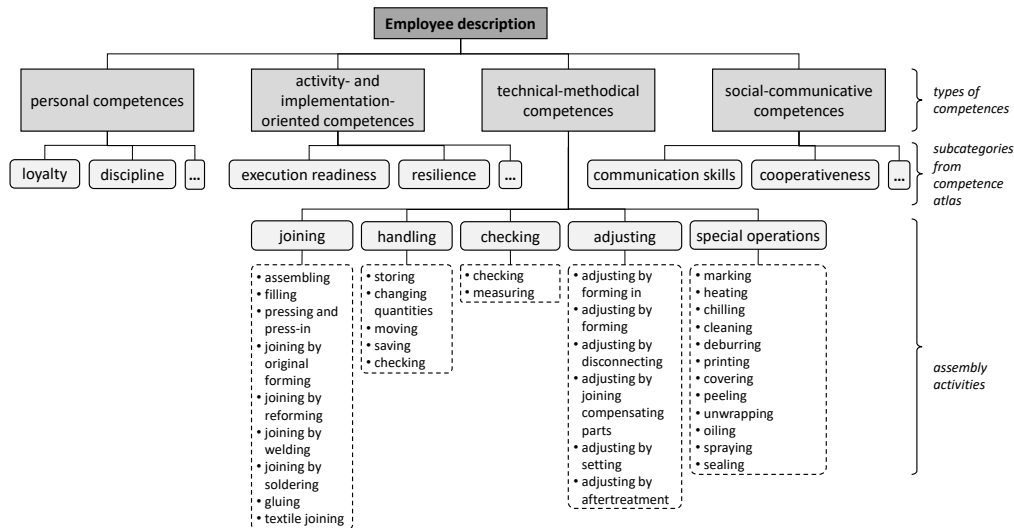 Employee description
personal competences
activity- and
implementation-
oriented competences
technical-methodical
competences
social-communicative
competences
types of
competences
loyalty
discipline
...
execution readiness
resilience
...
communication skills
cooperativeness
...
subcategories
from
competence
atlas
joining
handling
checking
adjusting
special operations
• assembling
• filling
• pressing and
press-in
• joining by
original
forming
• joining by
reforming
• joining by
welding
• joining by
soldering
• gluing
• textile joining
• storing
• changing
quantities
• moving
• saving
• checking
• checking
• measuring
• adjusting by
forming in
• adjusting by
forming
• adjusting by
disconnecting
• adjusting by
joining
compensating
parts
• adjusting by
setting
• adjusting by
aftertreatment
• marking
• heating
• chilling
• cleaning
• deburring
• printing
• covering
• peeling
• unwrapping
• oiling
• spraying
• sealing
assembly
activities